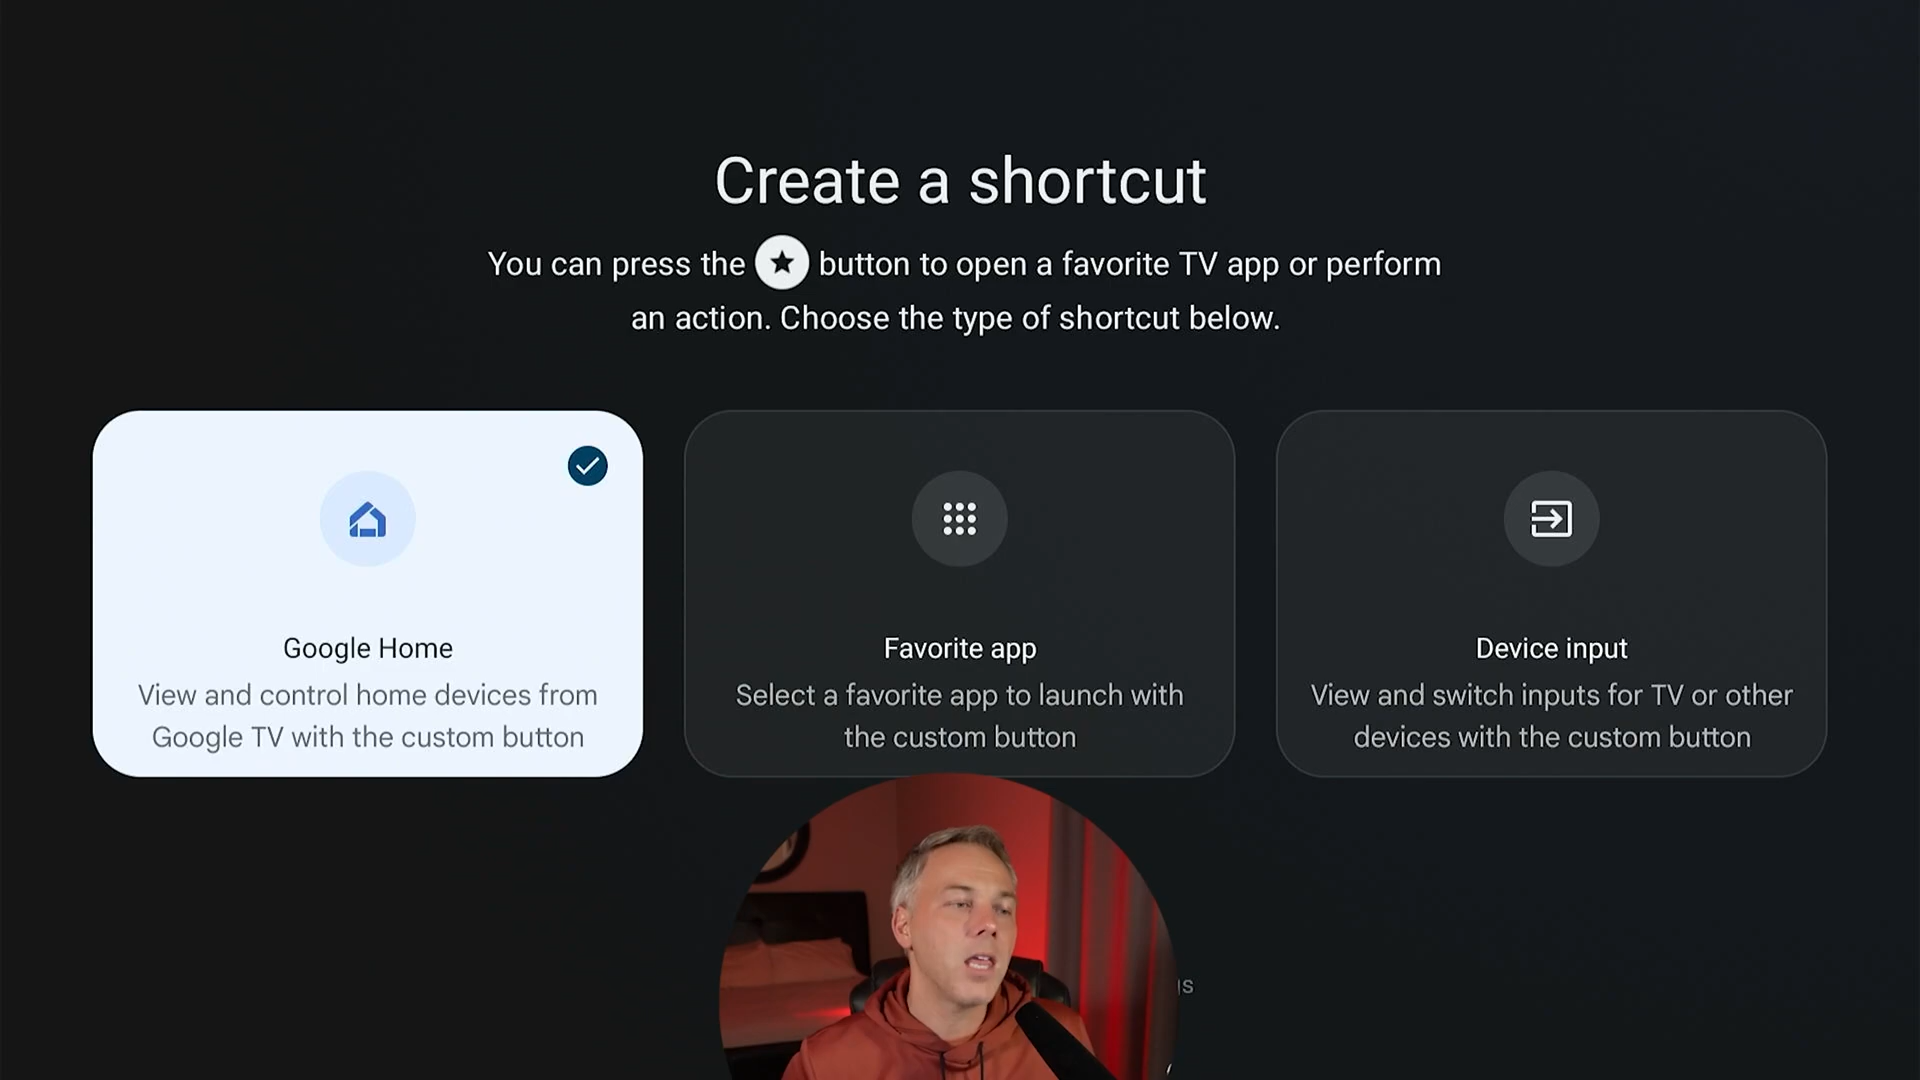 Create a shortcut
You can press the ★ button to open a favorite TV app or perform
an action. Choose the type of shortcut below.
Google Home
View and control home devices from
Google TV with the custom button
Favorite app
Select a favorite app to launch with
the custom button
Device input
View and switch inputs for TV or other
devices with the custom button